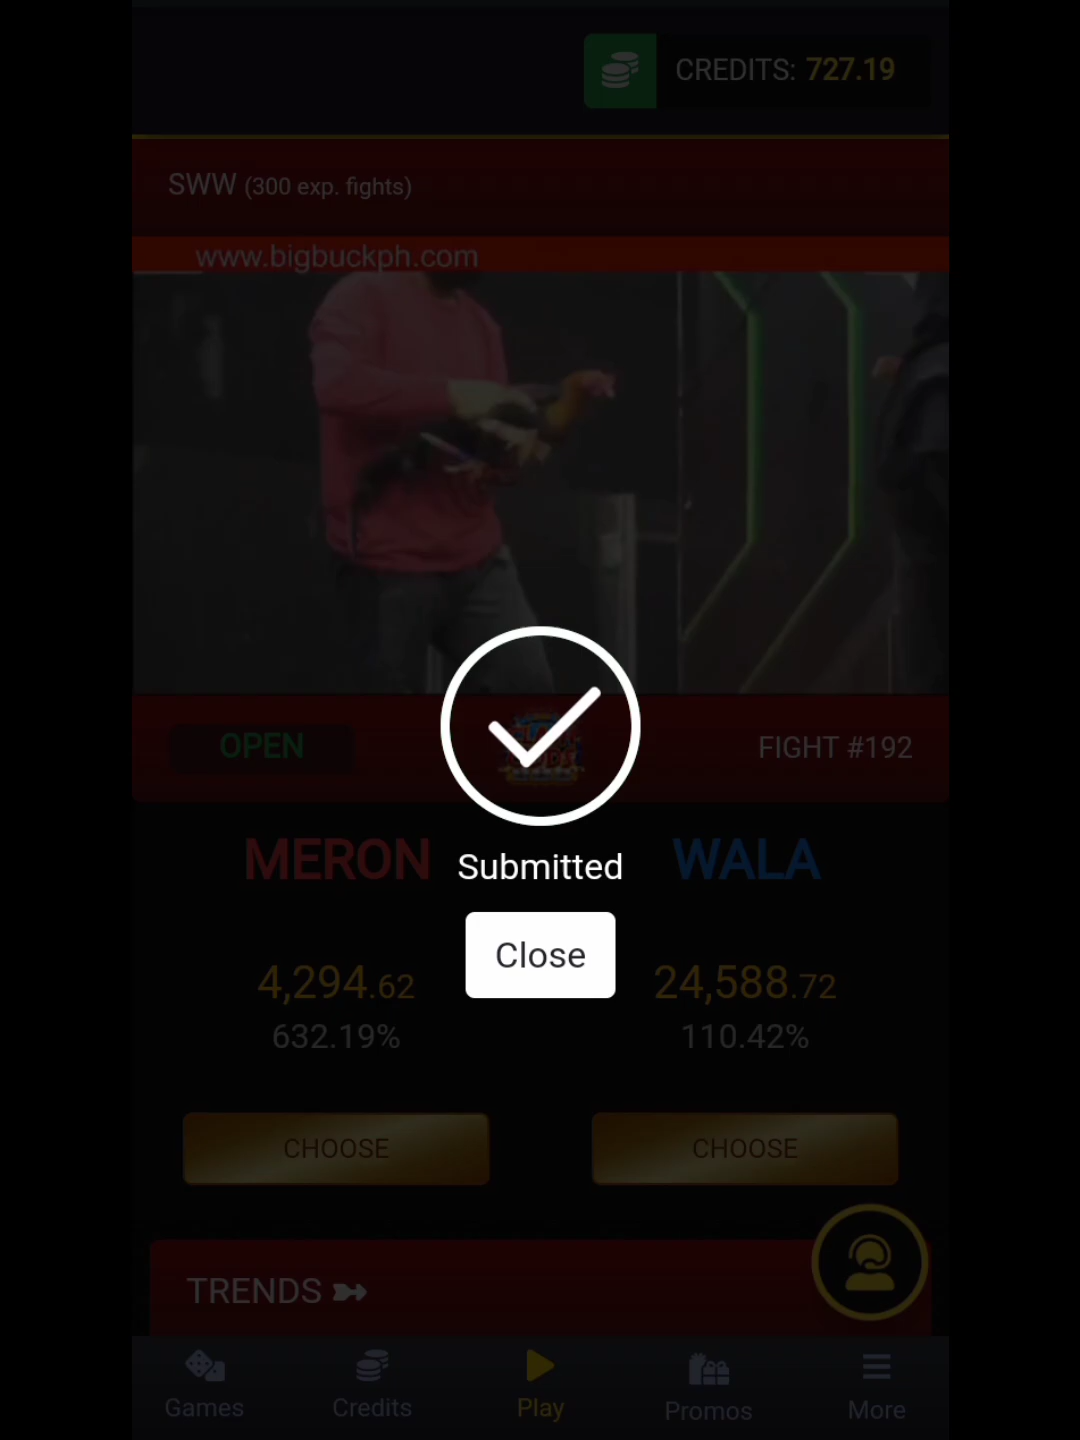 CREDITS: 727.19
SWW (300 exp. fights)
www.bigbuckph.com
OPEN
FIGHT #192
MERON
WALA
Submitted
Close
4,294.62
24,588.72
632.19%
110.42%
CHOOSE
CHOOSE
TRENDS
Games
Credits
Play
Promos
More